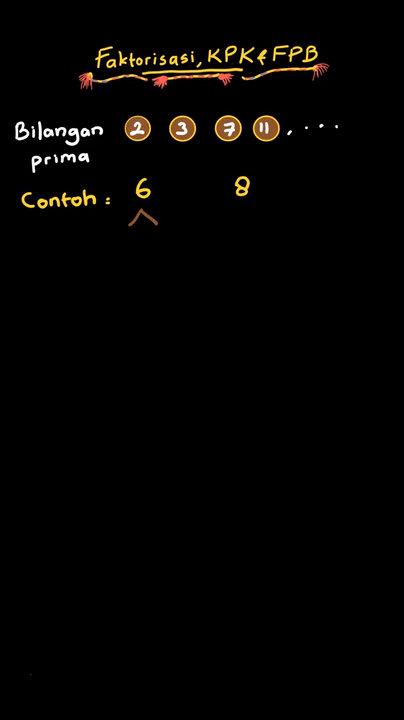 Faktorisasi, KPK & FPB
Bilangan prima 2 3 7 11 , ....
Contoh : 6 8